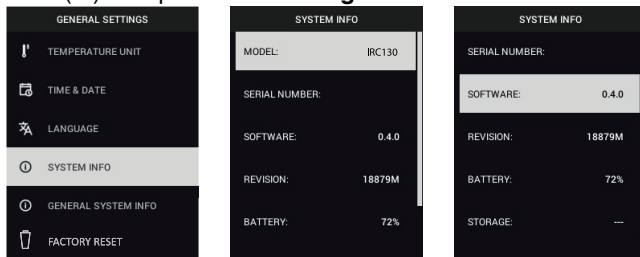 GENERAL SETTINGS
TEMPERATURE UNIT
TIME & DATE
LANGUAGE
SYSTEM INFO
GENERAL SYSTEM INFO
FACTORY RESET
SYSTEM INFO
MODEL: IRC130
SERIAL NUMBER:
SOFTWARE: 0.4.0
REVISION: 18879M
BATTERY: 72%
SYSTEM INFO
SERIAL NUMBER:
SOFTWARE: 0.4.0
REVISION: 18879M
BATTERY: 72%
STORAGE: ---